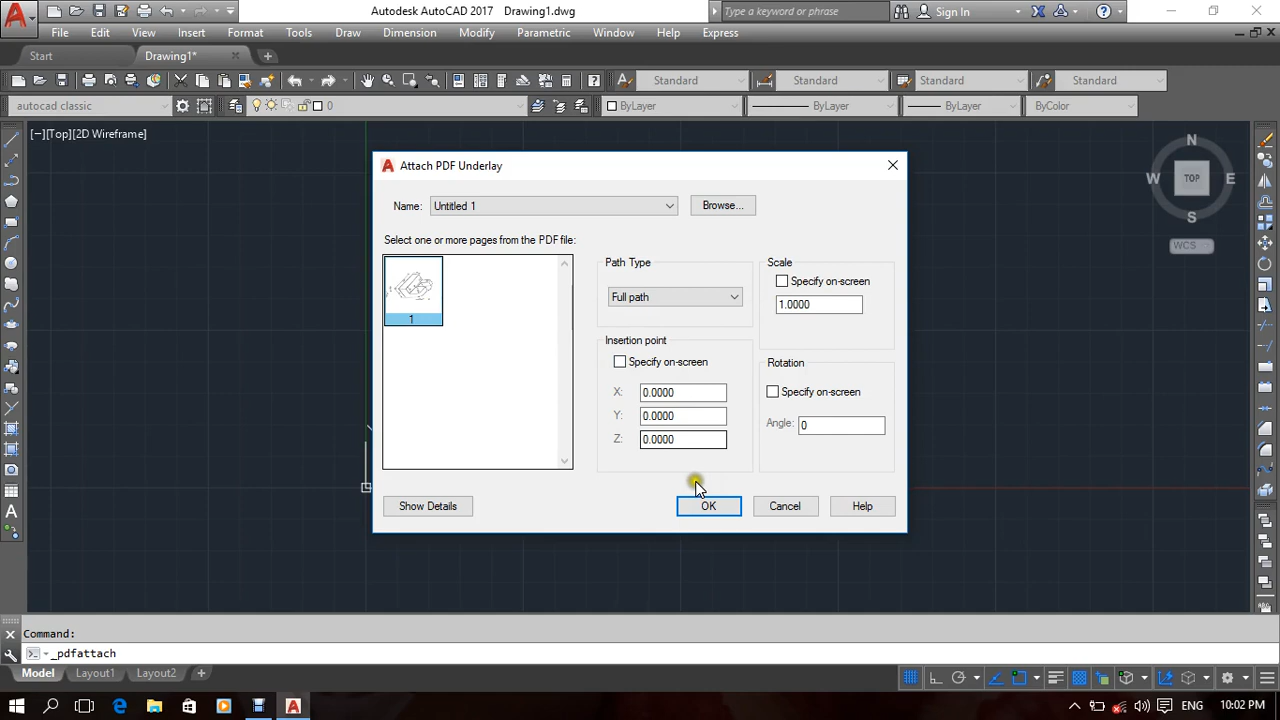 Autodesk AutoCAD 2017 Drawing1.dwg
Type a keyword or phrase
Sign In
File Edit View Insert Format Tools Draw Dimension Modify Parametric Window Help Express
Start
Drawing1*
Standard
Standard
Standard
Standard
autocad classic
0
ByLayer
ByLayer
ByLayer
ByColor
[−][Top][2D Wireframe]
N
W
TOP
E
S
WCS
Attach PDF Underlay
Name:
Untitled 1
Browse...
Select one or more pages from the PDF file:
1
Path Type
Full path
Scale
Specify on-screen
1.0000
Insertion point
Specify on-screen
X: 0.0000
Y: 0.0000
Z: 0.0000
Rotation
Specify on-screen
Angle: 0
Show Details
OK
Cancel
Help
Command:
_pdfattach
Model
Layout1
Layout2
ENG
10:02 PM